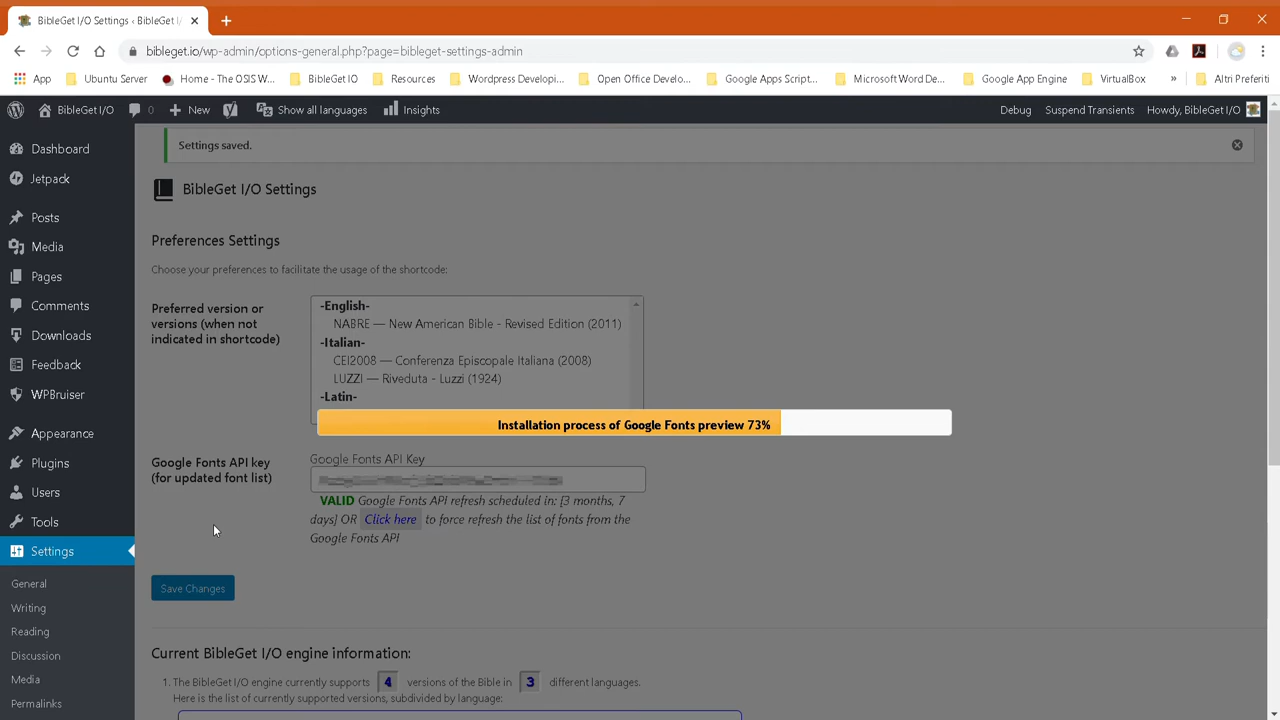 BibleGet I/O Settings ‹ BibleGet I/
bibleget.io/wp-admin/options-general.php?page=bibleget-settings-admin
App
Ubuntu Server
Home - The OSIS W...
BibleGet IO
Resources
Wordpress Developi...
Open Office Develo...
Google Apps Script...
Microsoft Word De...
Google App Engine
VirtualBox
»
Altri Preferiti
BibleGet I/O
0
New
Show all languages
Insights
Debug
Suspend Transients
Howdy, BibleGet I/O
Dashboard
Jetpack
Posts
Media
Pages
Comments
Downloads
Feedback
WPBruiser
Appearance
Plugins
Users
Tools
Settings
General
Writing
Reading
Discussion
Media
Permalinks
Settings saved.
BibleGet I/O Settings
Preferences Settings
Choose your preferences to facilitate the usage of the shortcode:
Preferred version or
versions (when not
indicated in shortcode)
-English-
NABRE — New American Bible - Revised Edition (2011)
-Italian-
CEI2008 — Conferenza Episcopale Italiana (2008)
LUZZI — Riveduta - Luzzi (1924)
-Latin-
Installation process of Google Fonts preview 73%
Google Fonts API key
(for updated font list)
Google Fonts API Key
VALID Google Fonts API refresh scheduled in: [3 months, 7
days] OR Click here to force refresh the list of fonts from the
Google Fonts API
Save Changes
Current BibleGet I/O engine information:
1. The BibleGet I/O engine currently supports 4 versions of the Bible in 3 different languages.
Here is the list of currently supported versions, subdivided by language: